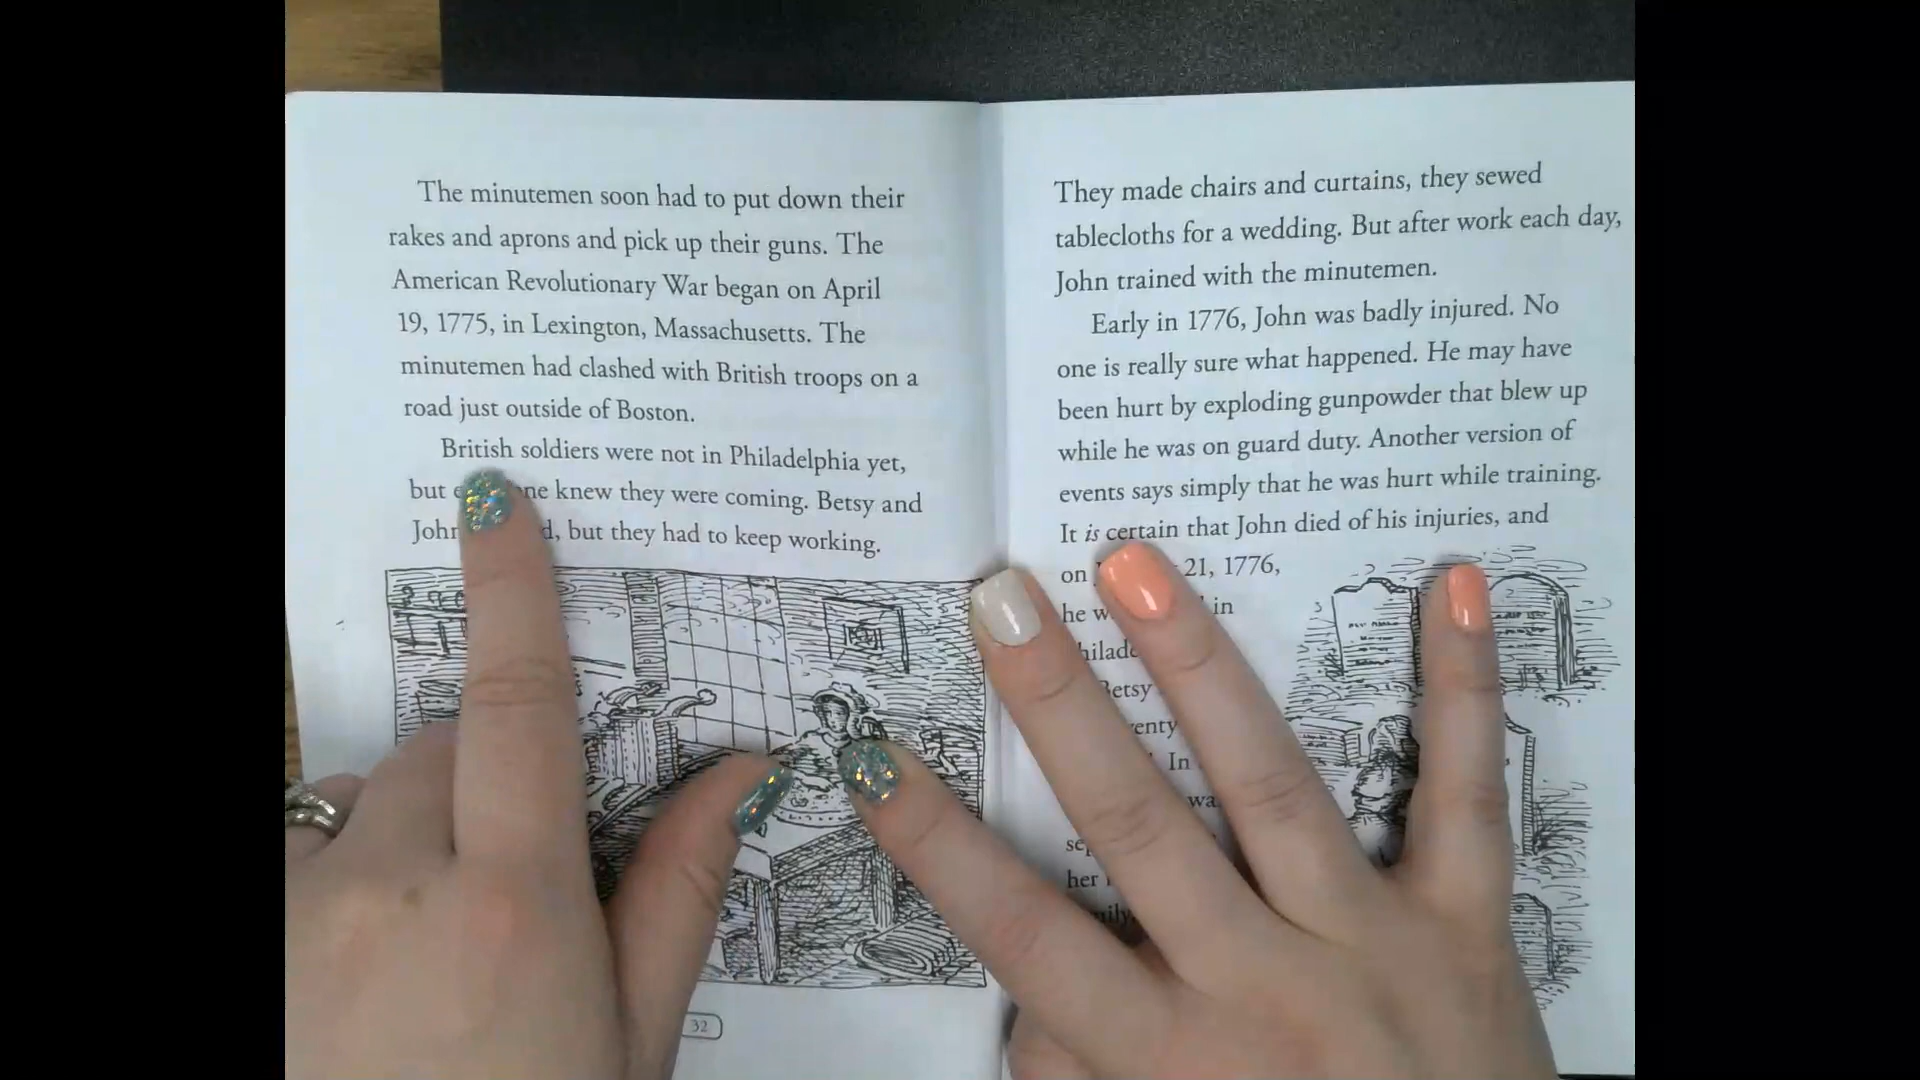 The minutemen soon had to put down their
rakes and aprons and pick up their guns. The
American Revolutionary War began on April
19, 1775, in Lexington, Massachusetts. The
minutemen had clashed with British troops on a
road just outside of Boston.
British soldiers were not in Philadelphia yet,
but knew they were coming. Betsy and
but they had to keep working.
32
They made chairs and curtains, they sewed
tablecloths for a wedding. But after work each day,
John trained with the minutemen.
Early in 1776, John was badly injured. No
one is really sure what happened. He may have
been hurt by exploding gunpowder that blew up
while he was on guard duty. Another version of
events says simply that he was hurt while training.
It is certain that John died of his injuries, and
on 21, 1776,
he in
Betsy
In
her